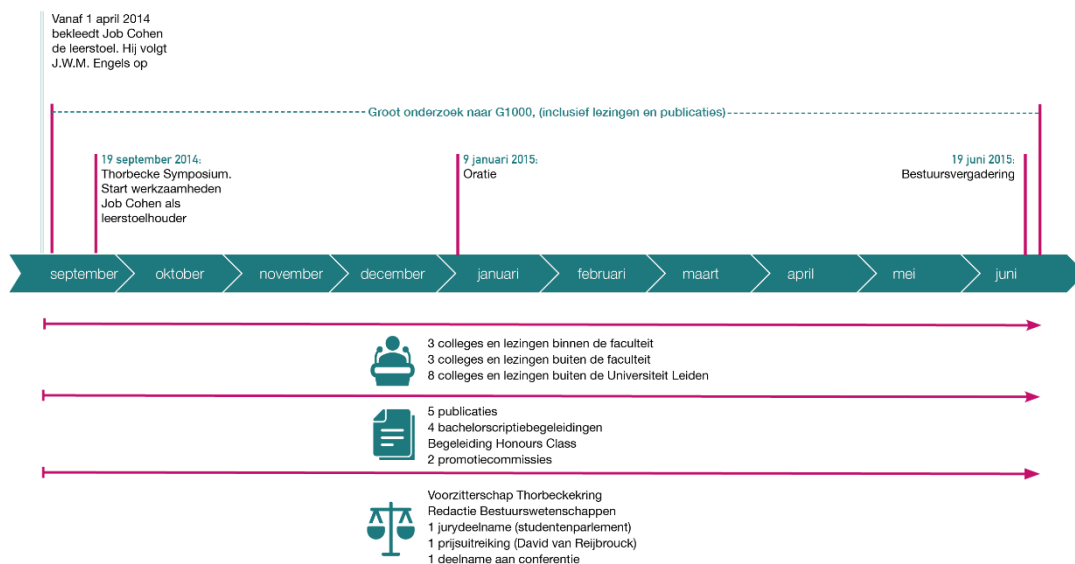 Vanaf 1 april 2014
bekleedt Job Cohen
de leerstoel. Hij volgt
J.W.M. Engels op
Groot onderzoek naar G1000, (inclusief lezingen en publicaties)
19 september 2014:
Thorbecke Symposium.
Start werkzaamheden
Job Cohen als
leerstoelhouder
9 januari 2015:
Oratie
19 juni 2015:
Bestuursvergadering
september
oktober
november
december
januari
februari
maart
april
mei
juni
3 colleges en lezingen binnen de faculteit
3 colleges en lezingen buiten de faculteit
8 colleges en lezingen buiten de Universiteit Leiden
5 publicaties
4 bachelorscriptiebegeleidingen
Begeleiding Honours Class
2 promotiecommissies
Voorzitterschap Thorbeckekring
Redactie Bestuurswetenschappen
1 jurydeelname (studentenparlement)
1 prijsuitreiking (David van Reijbrouck)
1 deelname aan conferentie